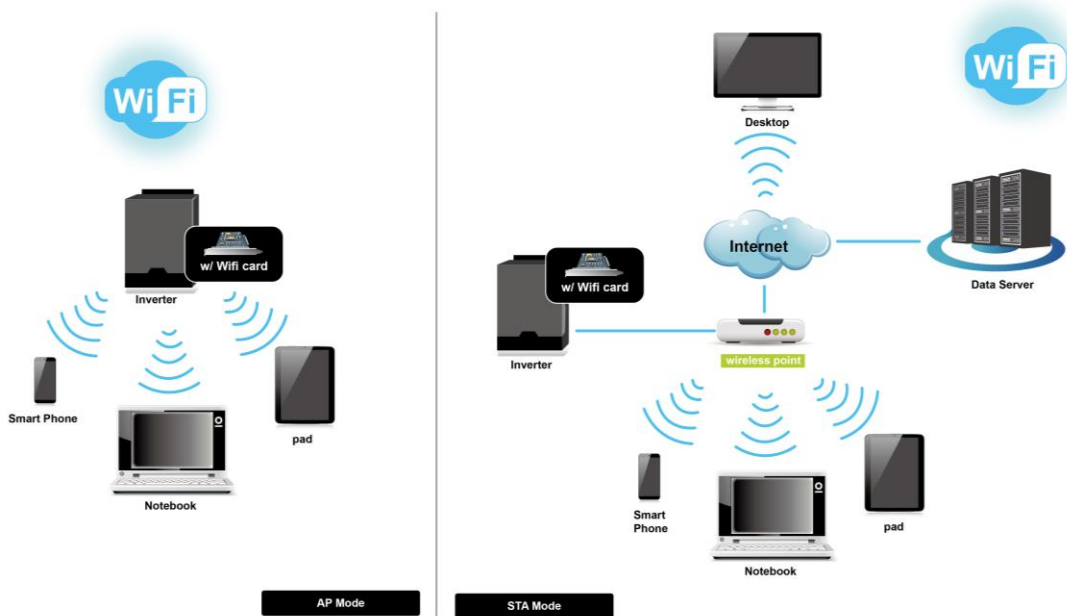 WiFi
w/ Wifi card
Inverter
Smart Phone
pad
Notebook
AP Mode
WiFi
Desktop
Internet
Data Server
w/ Wifi card
Inverter
wireless point
Smart
Phone
pad
Notebook
STA Mode